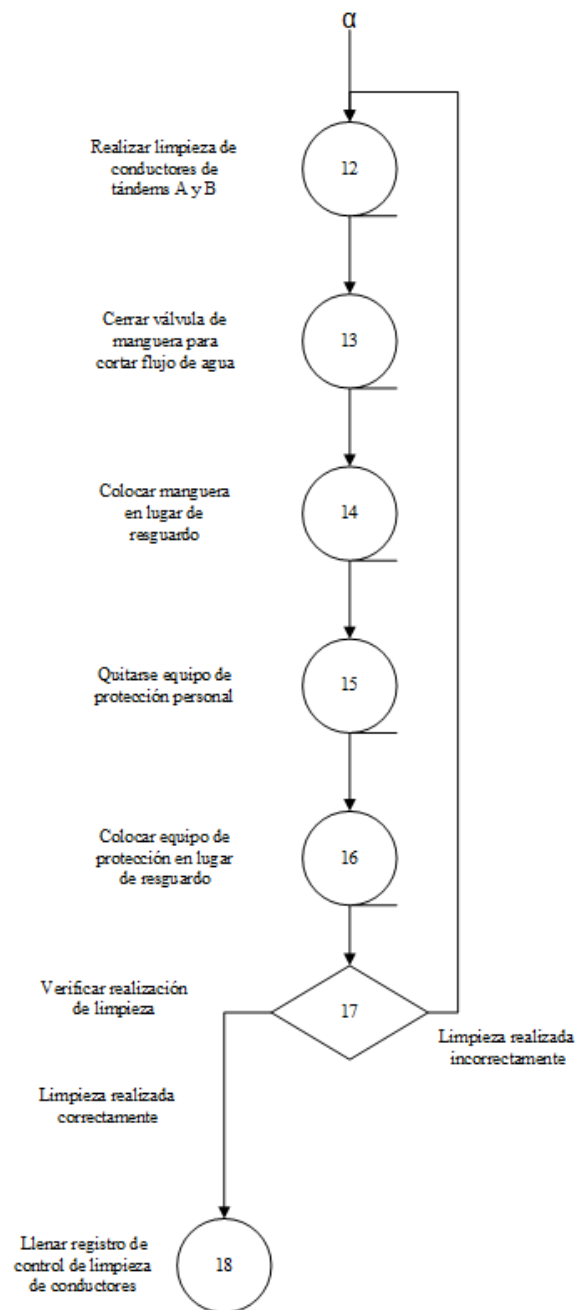 α
Realizar limpieza de
conductores de
tándems A y B
12
Cerrar válvula de
manguera para
cortar flujo de agua
13
Colocar manguera
en lugar de
resguardo
14
Quitarse equipo de
protección personal
15
Colocar equipo de
protección en lugar
de resguardo
16
Verificar realización
de limpieza
17
Limpieza realizada
incorrectamente
Limpieza realizada
correctamente
Llenar registro de
control de limpieza
de conductores
18